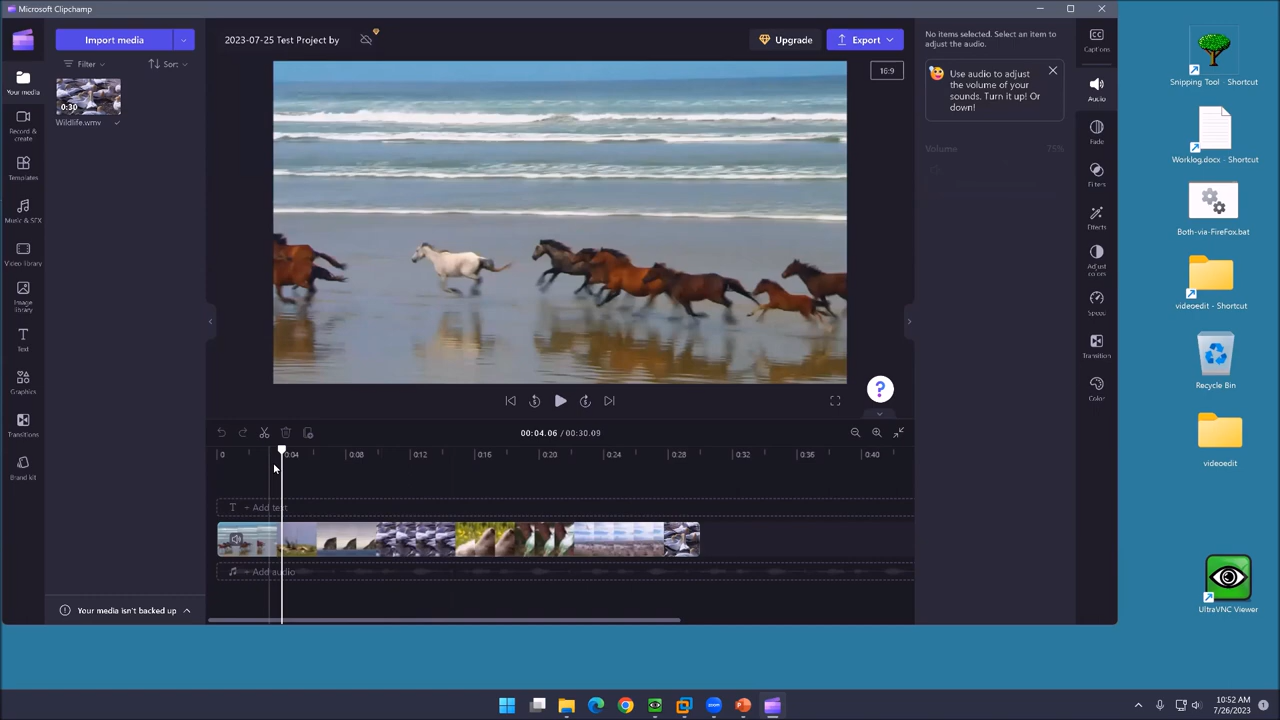 Microsoft Clipchamp
Import media
Filter
Sort
0:30
Wildlife.wmv
Your media
Record & create
Templates
Music & SFX
Video library
Image library
Text
Graphics
Transitions
Brand kit
Your media isn't backed up
2023-07-25 Test Project by
Upgrade
Export
16:9
00:04.06 / 00:30.09
0
0:04
0:08
0:12
0:16
0:20
0:24
0:28
0:32
0:36
0:40
T + Add text
+ Add audio
No items selected. Select an item to
adjust the audio.
Use audio to adjust
the volume of your
sounds. Turn it up! Or
down!
Volume 75%
Captions
Audio
Fade
Filters
Effects
Adjust colors
Speed
Transition
Color
?
Snipping Tool - Shortcut
Worklog.docx - Shortcut
Both-via-FireFox.bat
videoedit - Shortcut
Recycle Bin
videoedit
UltraVNC Viewer
10:52 AM
7/26/2023